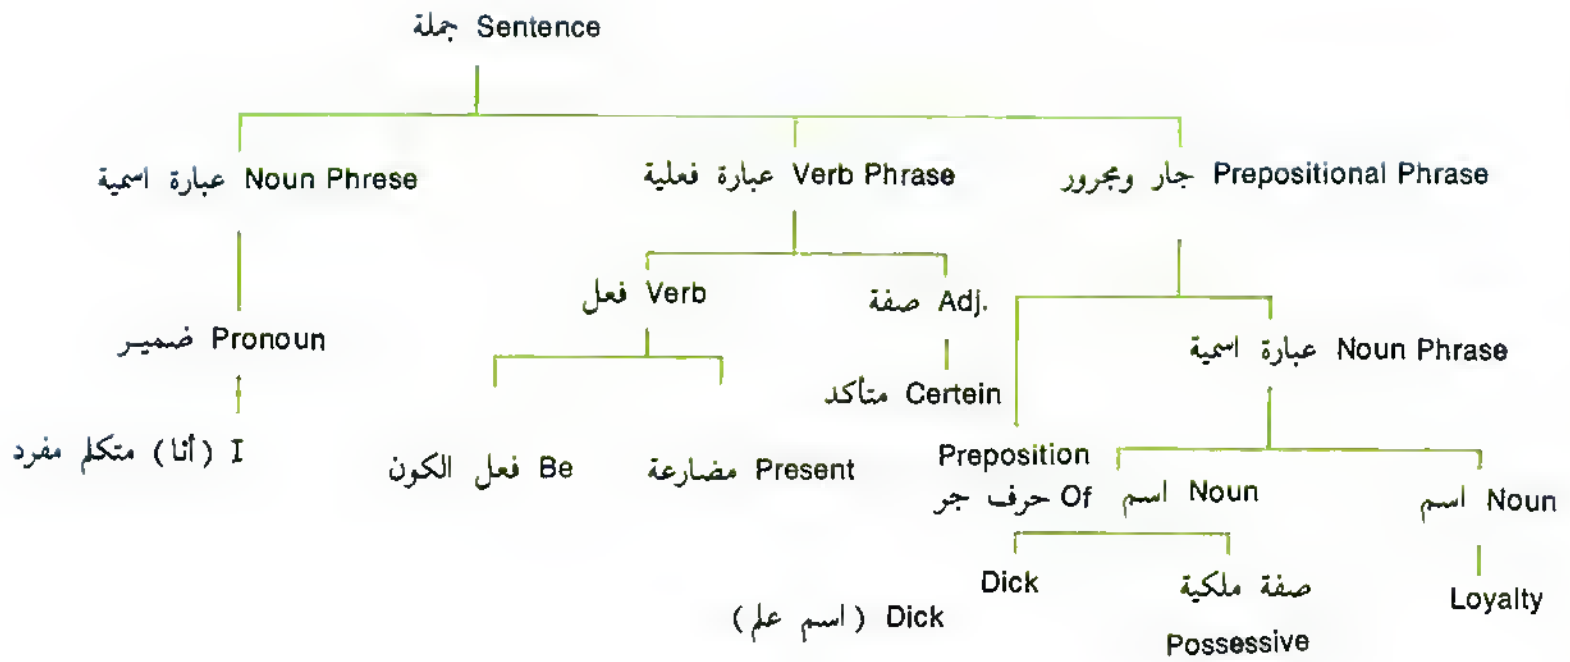 جملة Sentence
عبارة اسمية Noun Phrese
عبارة فعلية Verb Phrase
جار ومجرور Prepositional Phrase
فعل Verb
صفة Adj.
ضميـر Pronoun
عبارة اسمية Noun Phrase
متأكد Certein
I (أنا) متكلم مفرد
فعل الكون Be
مضارعة Present
Preposition
حرف جر Of
اسم Noun
اسم Noun
Dick
صفة ملكية
Possessive
Loyalty
Dick (اسم علم)